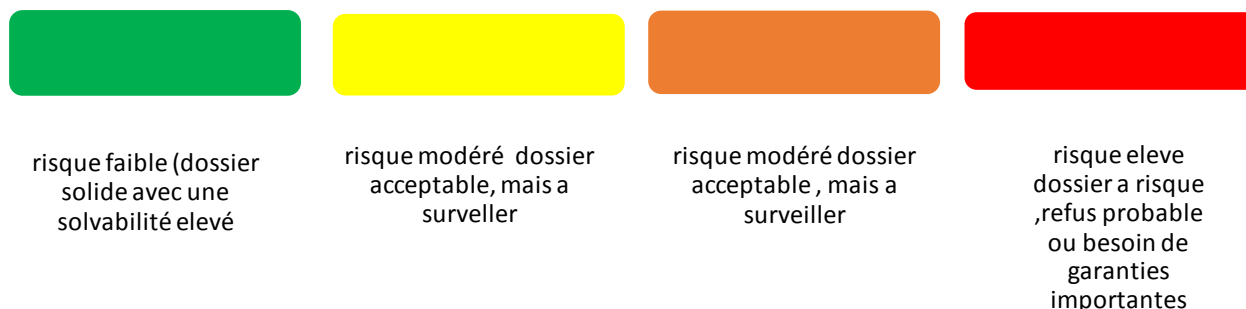 risque faible (dossier
solide avec une
solvabilité elevé
risque modéré dossier
acceptable, mais a
surveller
risque modéré dossier
acceptable , mais a
surveiller
risque eleve
dossier a risque
,refus probable
ou besoin de
garanties
importantes